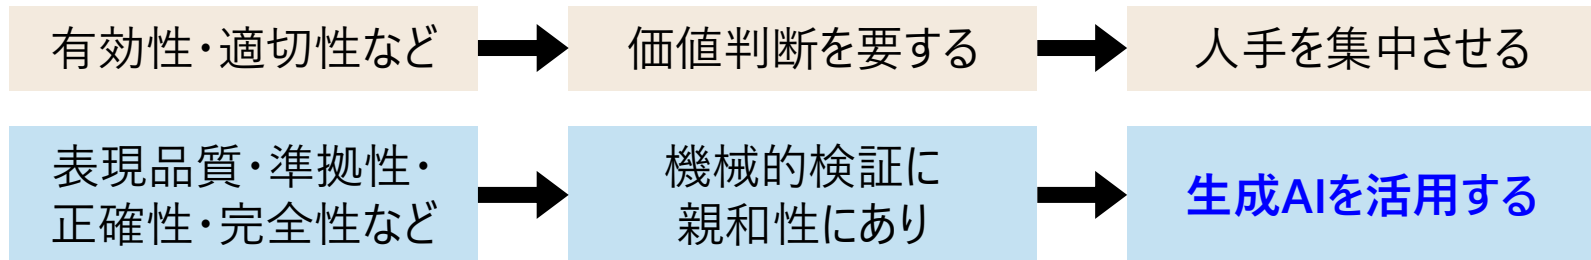 有効性・適切性など
価値判断を要する
人手を集中させる
表現品質・準拠性・
正確性・完全性など
機械的検証に
親和性にあり
生成AIを活用する